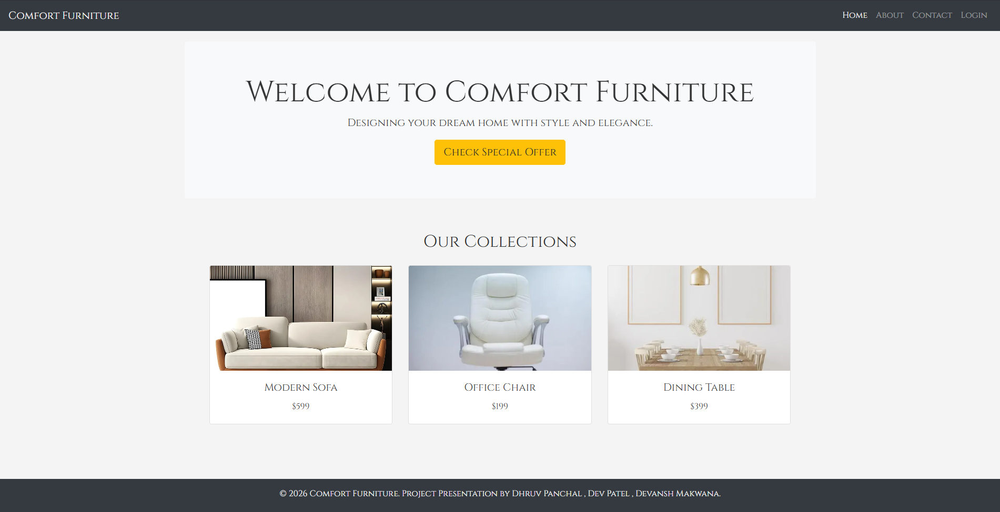 Comfort Furniture
Home About Contact Login
Welcome to Comfort Furniture
Designing your dream home with style and elegance.
Check Special Offer
Our Collections
Modern Sofa
$599
Office Chair
$199
Dining Table
$399
© 2026 Comfort Furniture. Project Presentation by Dhruv Panchal , Dev Patel , Devansh Makwana.